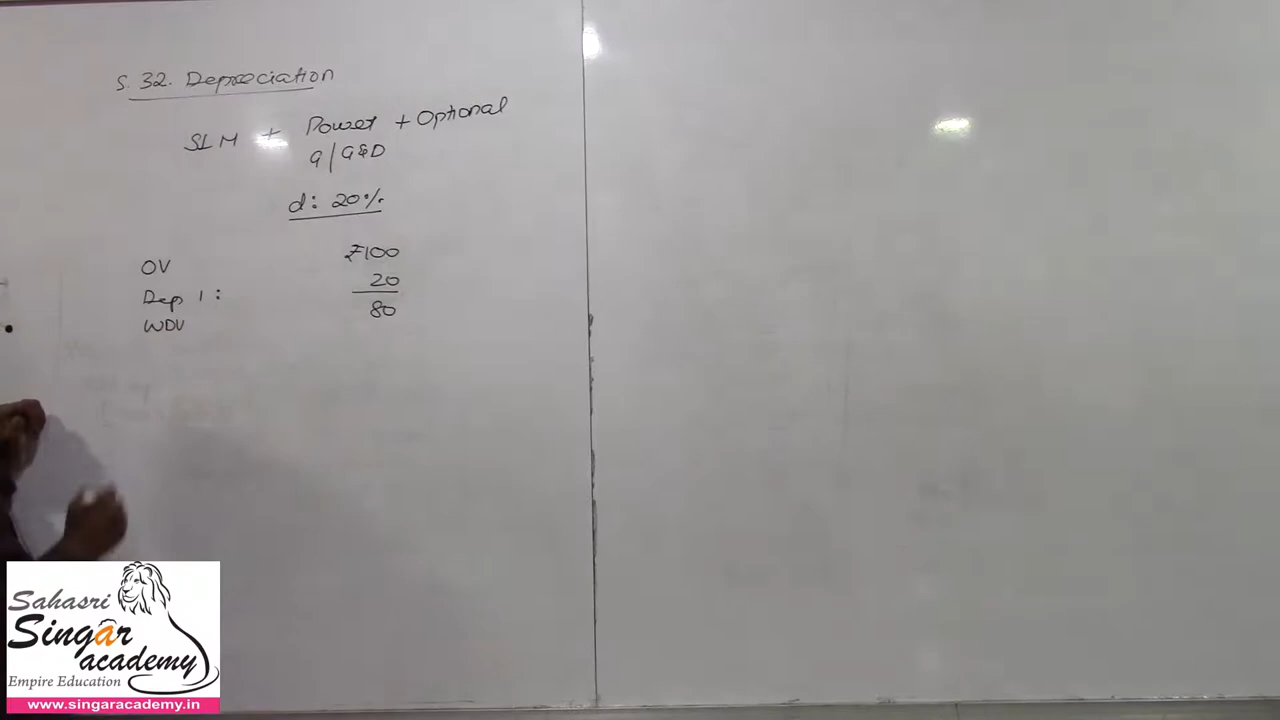 S. 32. Depreciation
SLM + Power + Optional
G/G&D
d: 20%
OV ₹100
Dep 1: 20
WDV 80
Sahasri
Singar
academy
Empire Education
www.singaracademy.in